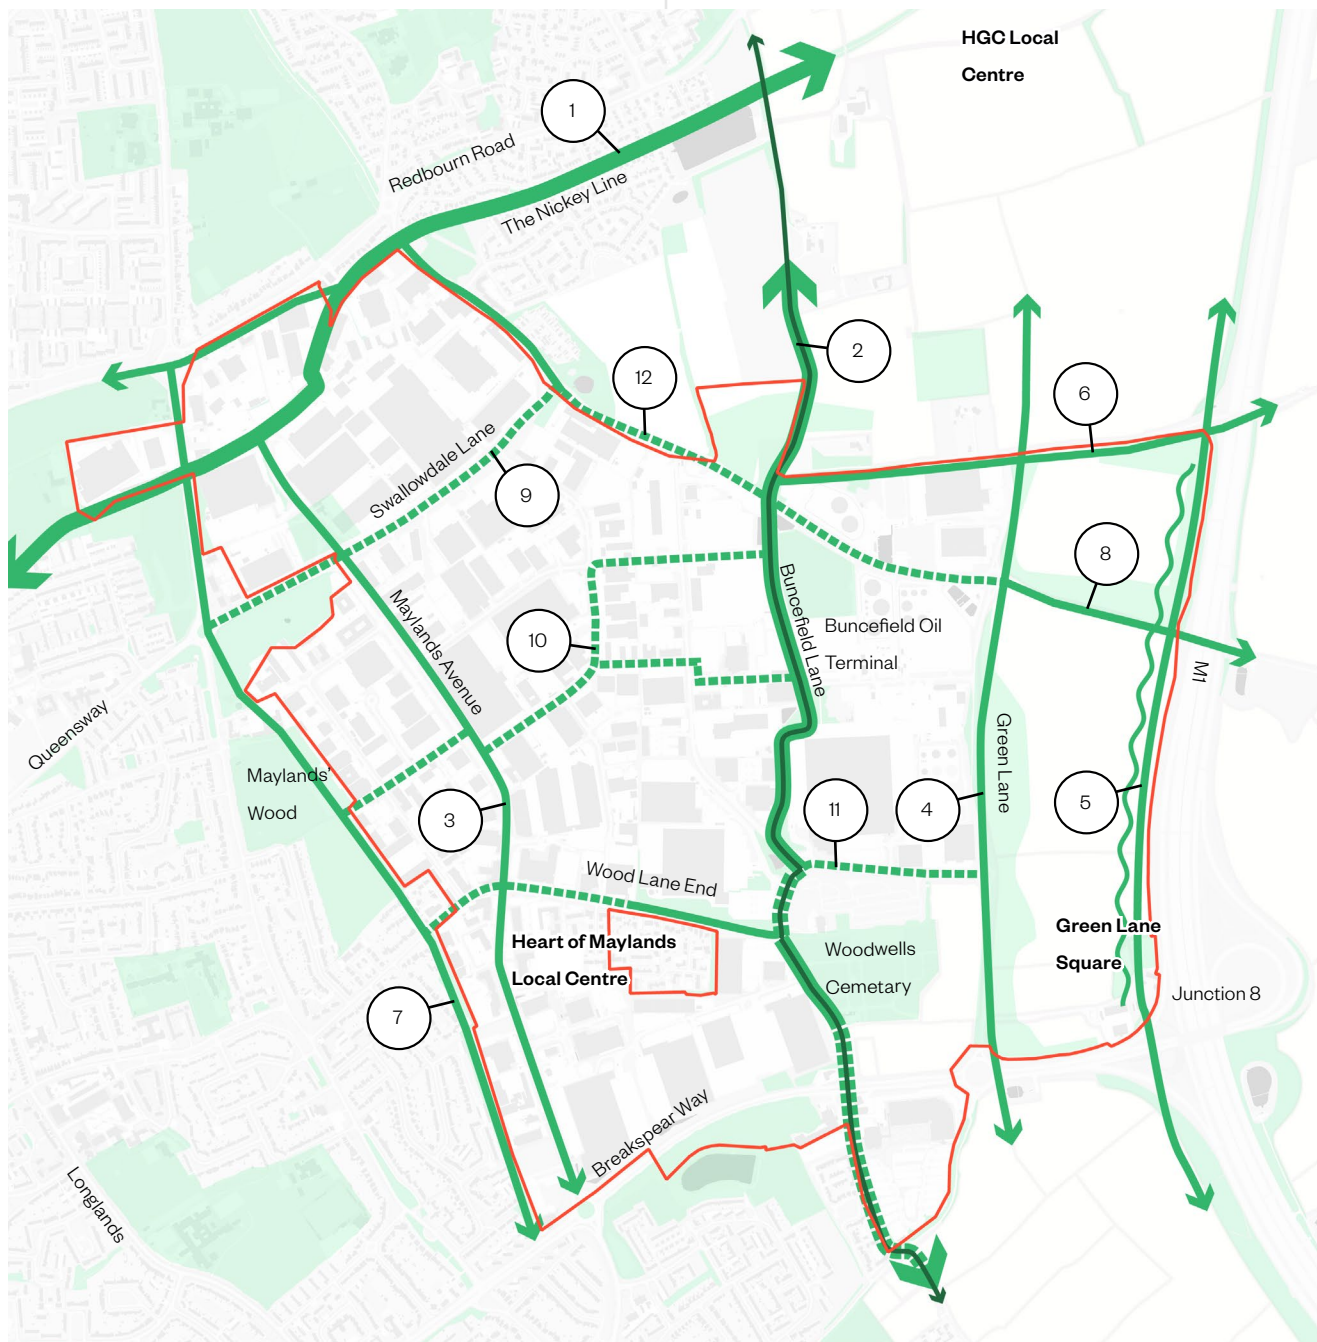 HGC Local
Centre
1
Redbourn Road
The Nickey Line
2
12
6
Swallowdale Lane
9
8
Buncefield Lane
Maylands Avenue
10
Buncefield Oil
Terminal
M1
Queensway
Green Lane
Maylands'
Wood
3
11
4
5
Wood Lane End
Heart of Maylands
Local Centre
Woodwells
Cemetary
Green Lane
Square
Junction 8
7
Breakspear Way
Longlands